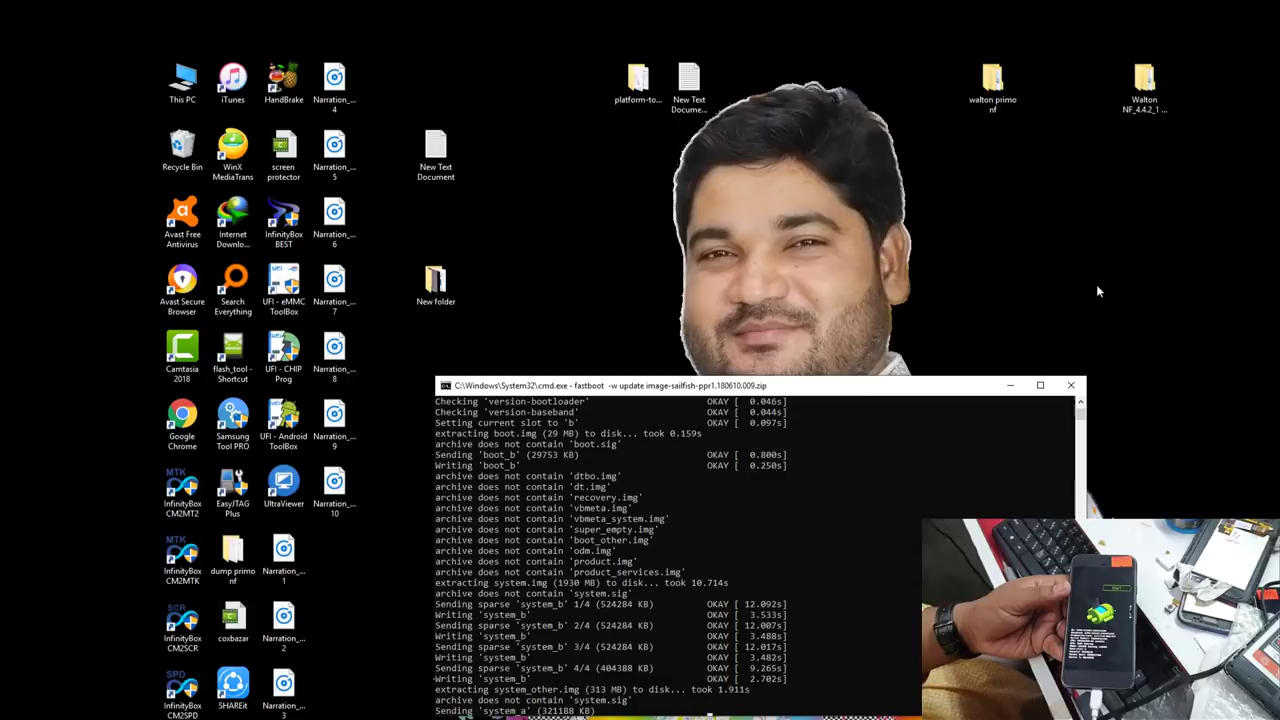 This PC
iTunes
HandBrake
Narration_...
4
platform-to...
New Text
Docume...
walton primo
nf
Walton
NF_4.4.2_1 ...
Recycle Bin
WinX
MediaTrans
screen
protector
Narration_...
5
New Text
Document
Avast Free
Antivirus
Internet
Downlo...
InfinityBox
BEST
Narration_...
6
Avast Secure
Browser
Search
Everything
UFI - eMMC
ToolBox
Narration_...
7
New folder
Camtasia
2018
flash_tool -
Shortcut
UFI - CHIP
Prog
Narration_...
8
Google
Chrome
Samsung
Tool PRO
UFI - Android
ToolBox
Narration_...
9
InfinityBox
CM2MT2
EasyJTAG
Plus
UltraViewer
Narration_...
10
InfinityBox
CM2MTK
dump primo
nf
Narration_...
1
InfinityBox
CM2SCR
coxbazar
Narration_...
2
InfinityBox
CM2SPD
SHAREit
Narration_...
3
C:\Windows\System32\cmd.exe - fastboot -w update image-sailfish-ppr1.180610.009.zip
Checking 'version-bootloader' OKAY [ 0.046s]
Checking 'version-baseband' OKAY [ 0.044s]
Setting current slot to 'b' OKAY [ 0.097s]
extracting boot.img (29 MB) to disk... took 0.159s
archive does not contain 'boot.sig'
Sending 'boot_b' (29753 KB) OKAY [ 0.800s]
Writing 'boot_b' OKAY [ 0.250s]
archive does not contain 'dtbo.img'
archive does not contain 'dt.img'
archive does not contain 'recovery.img'
archive does not contain 'vbmeta.img'
archive does not contain 'vbmeta_system.img'
archive does not contain 'super_empty.img'
archive does not contain 'boot_other.img'
archive does not contain 'odm.img'
archive does not contain 'product.img'
archive does not contain 'product_services.img'
extracting system.img (1930 MB) to disk... took 10.714s
archive does not contain 'system.sig'
Sending sparse 'system_b' 1/4 (524284 KB) OKAY [ 12.092s]
Writing 'system_b' OKAY [ 3.533s]
Sending sparse 'system_b' 2/4 (524284 KB) OKAY [ 12.007s]
Writing 'system_b' OKAY [ 3.488s]
Sending sparse 'system_b' 3/4 (524284 KB) OKAY [ 12.017s]
Writing 'system_b' OKAY [ 3.482s]
Sending sparse 'system_b' 4/4 (404388 KB) OKAY [ 9.265s]
Writing 'system_b' OKAY [ 2.702s]
extracting system_other.img (313 MB) to disk... took 1.911s
archive does not contain 'system.sig'
Sending 'system_a' (321188 KB)
Start